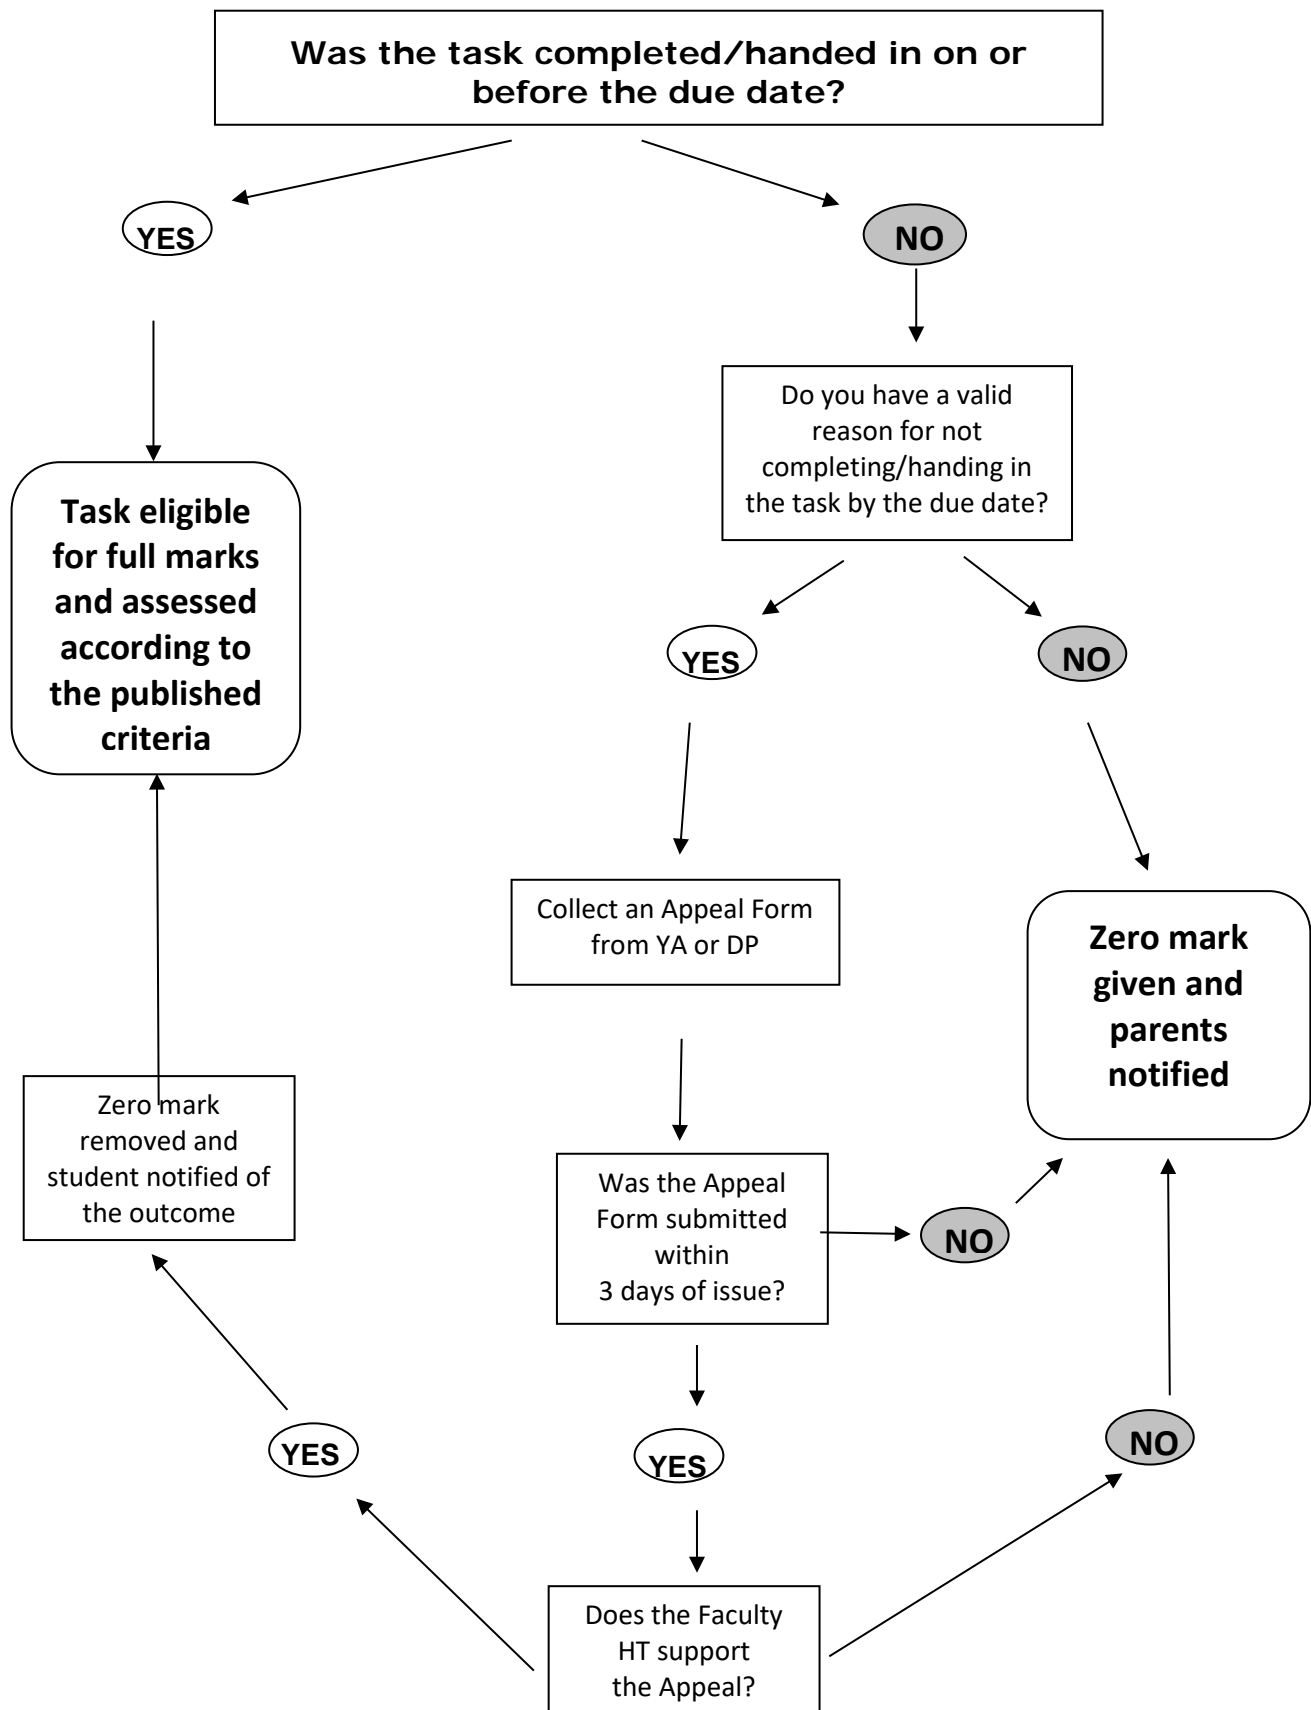 Was the task completed/handed in on or
before the due date?
YES
NO
Do you have a valid
reason for not
completing/handing in
the task by the due date?
Task eligible
for full marks
and assessed
according to
the published
criteria
YES
NO
Collect an Appeal Form
from YA or DP
Zero mark
given and
parents
notified
Zero mark
removed and
student notified of
the outcome
Was the Appeal
Form submitted
within
3 days of issue?
NO
YES
YES
NO
Does the Faculty
HT support
the Appeal?